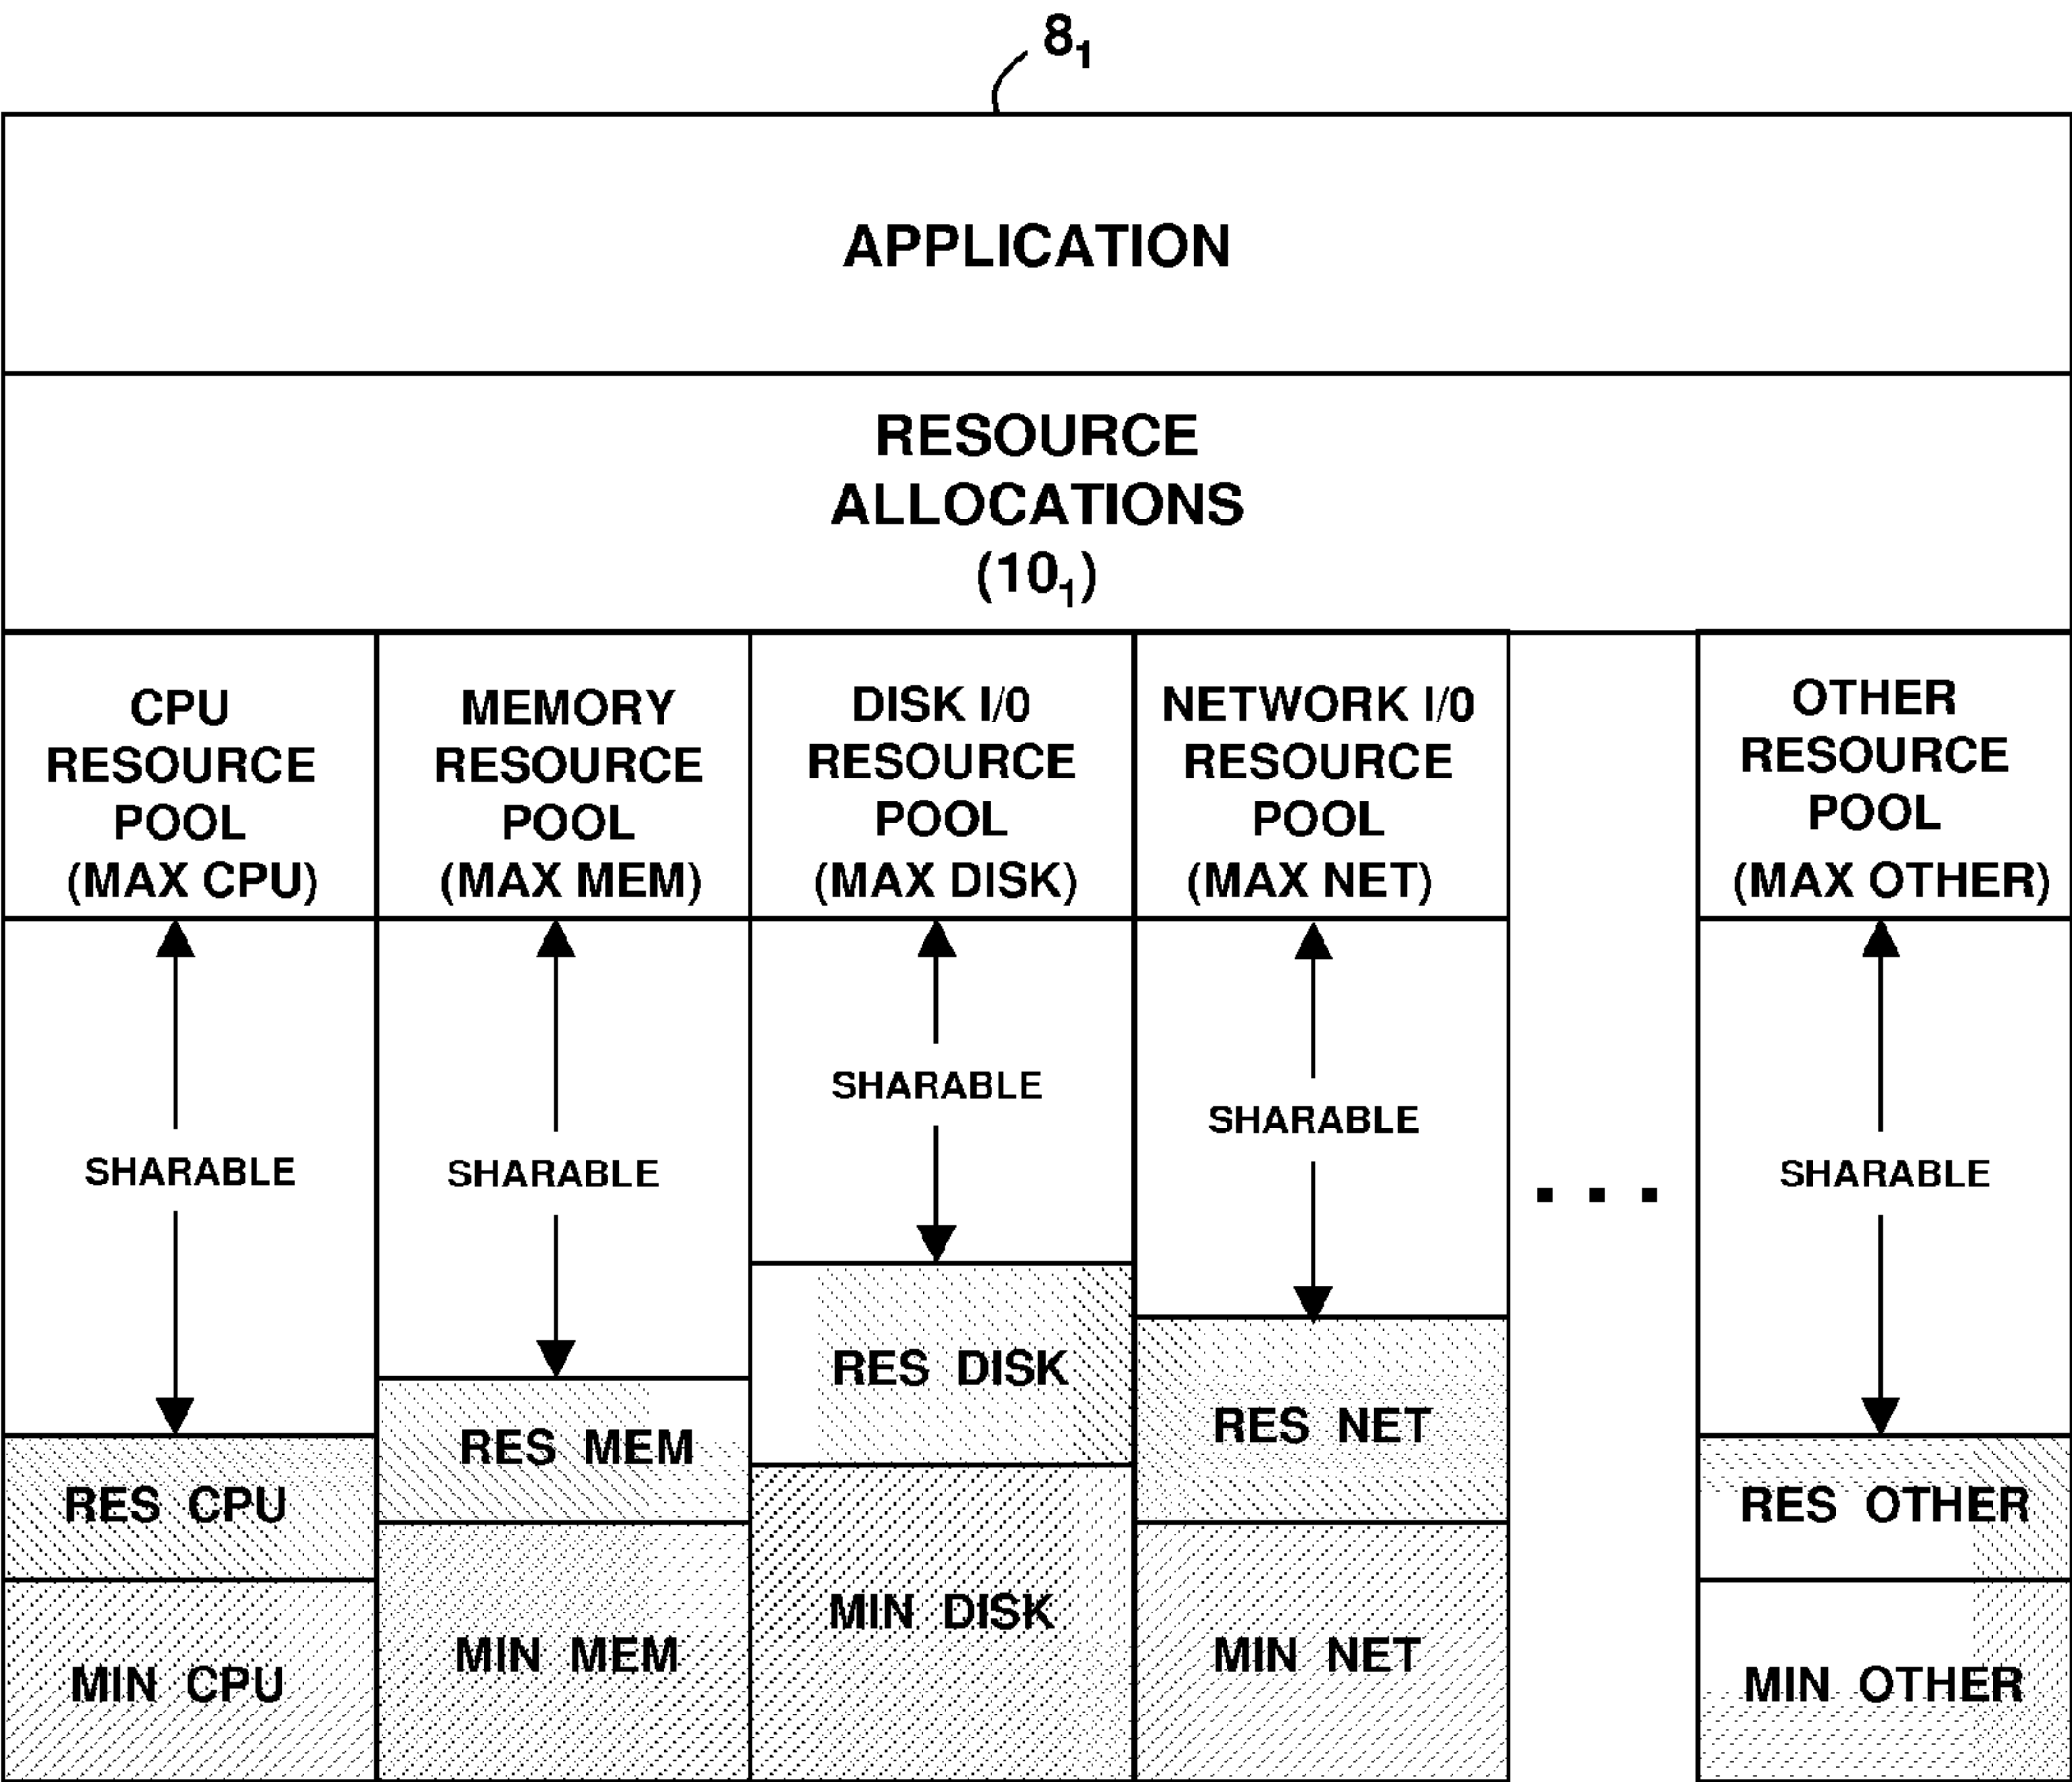 8₁
APPLICATION
RESOURCE
ALLOCATIONS
(10₁)
CPU
RESOURCE
POOL
(MAX CPU)
MEMORY
RESOURCE
POOL
(MAX MEM)
DISK I/0
RESOURCE
POOL
(MAX DISK)
NETWORK I/0
RESOURCE
POOL
(MAX NET)
OTHER
RESOURCE
POOL
(MAX OTHER)
SHARABLE
SHARABLE
SHARABLE
SHARABLE
. . .
SHARABLE
RES CPU
RES MEM
RES DISK
RES NET
RES OTHER
MIN CPU
MIN MEM
MIN DISK
MIN NET
MIN OTHER